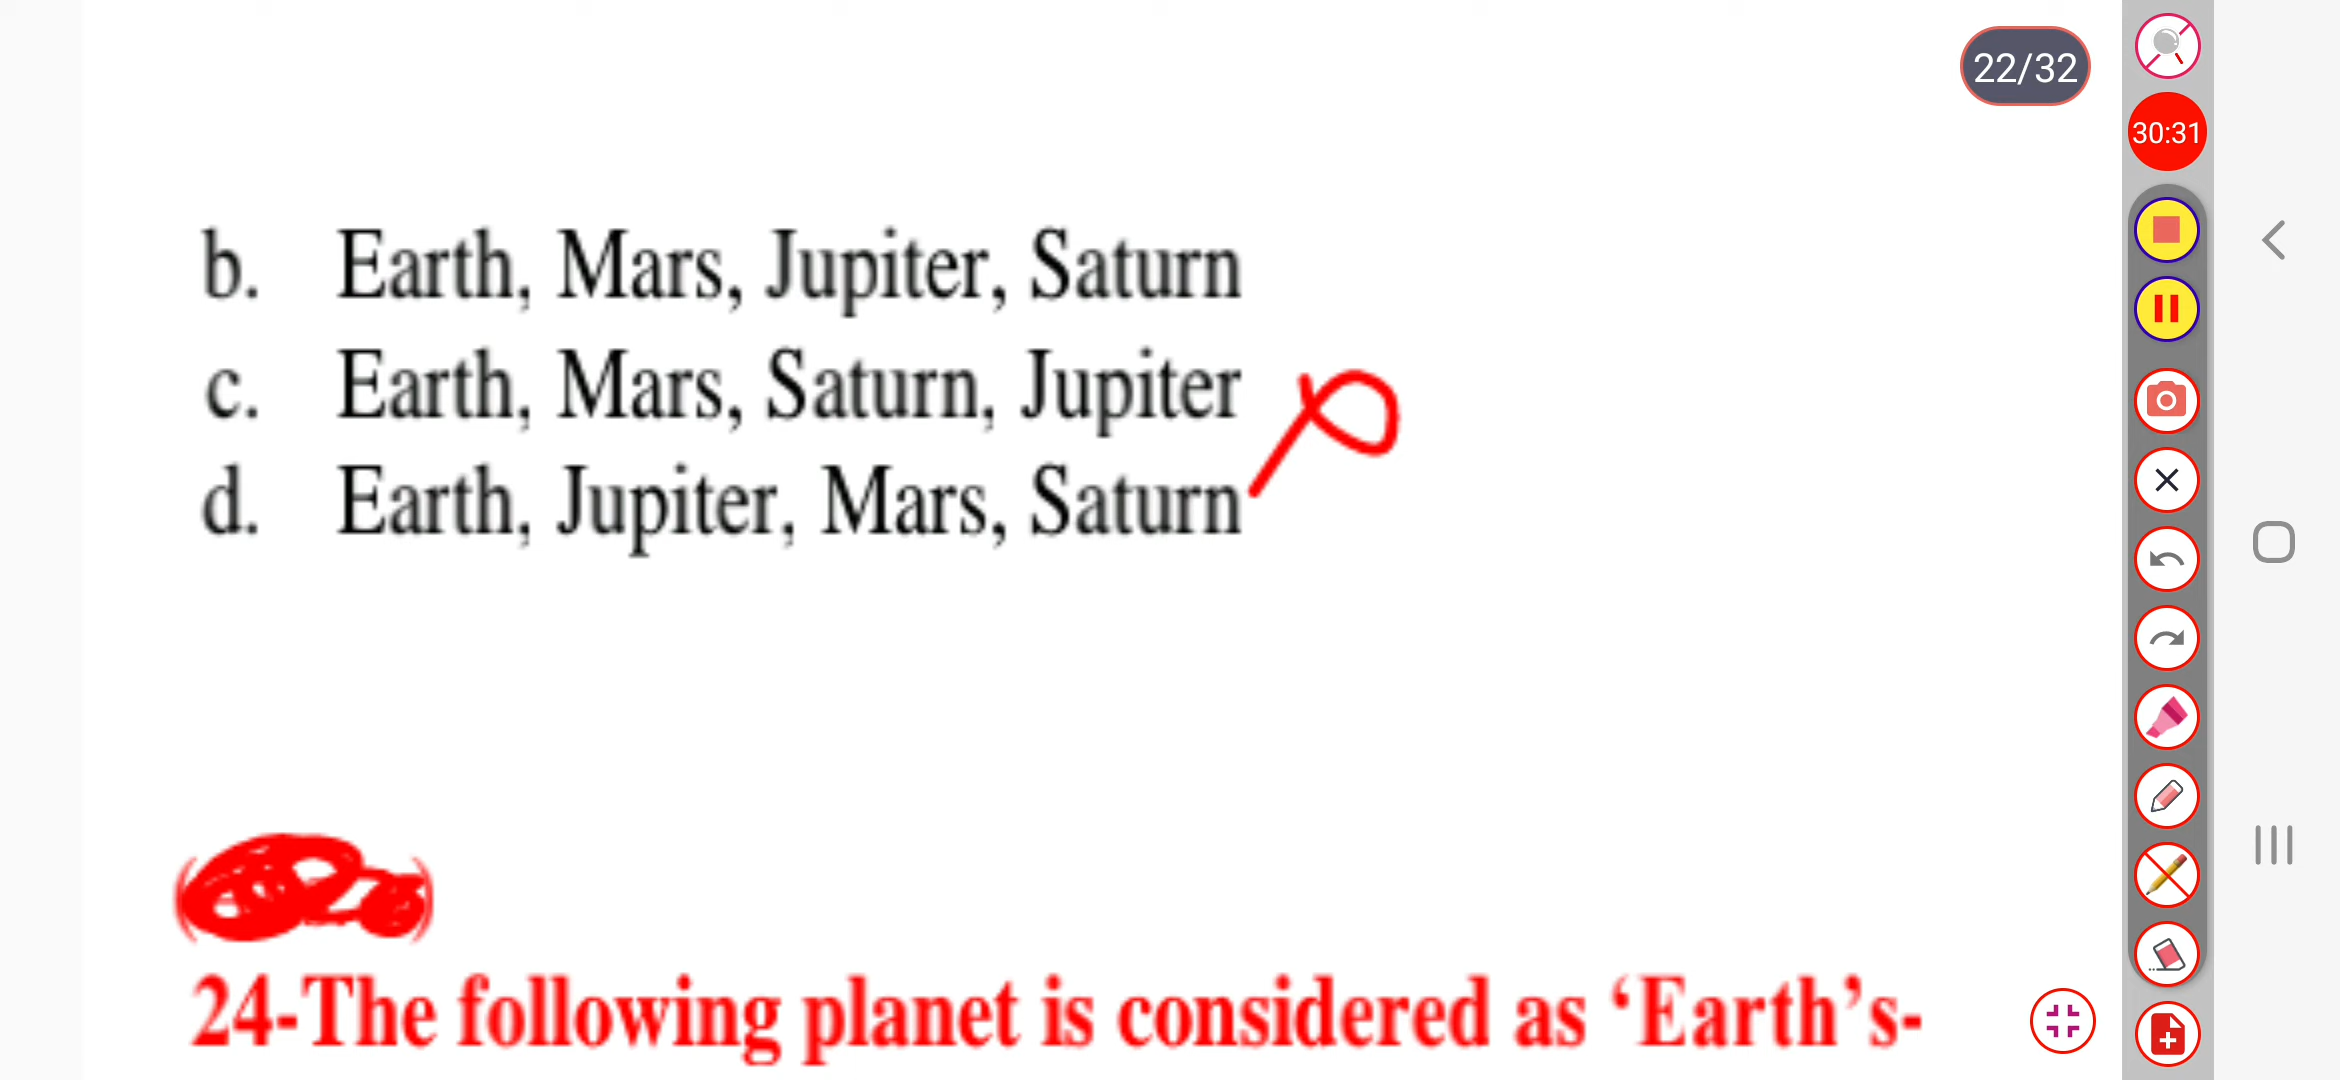 22/32
30:31
b. Earth, Mars, Jupiter, Saturn
c. Earth, Mars, Saturn, Jupiter
d. Earth, Jupiter, Mars, Saturn
24-The following planet is considered as ‘Earth’s-